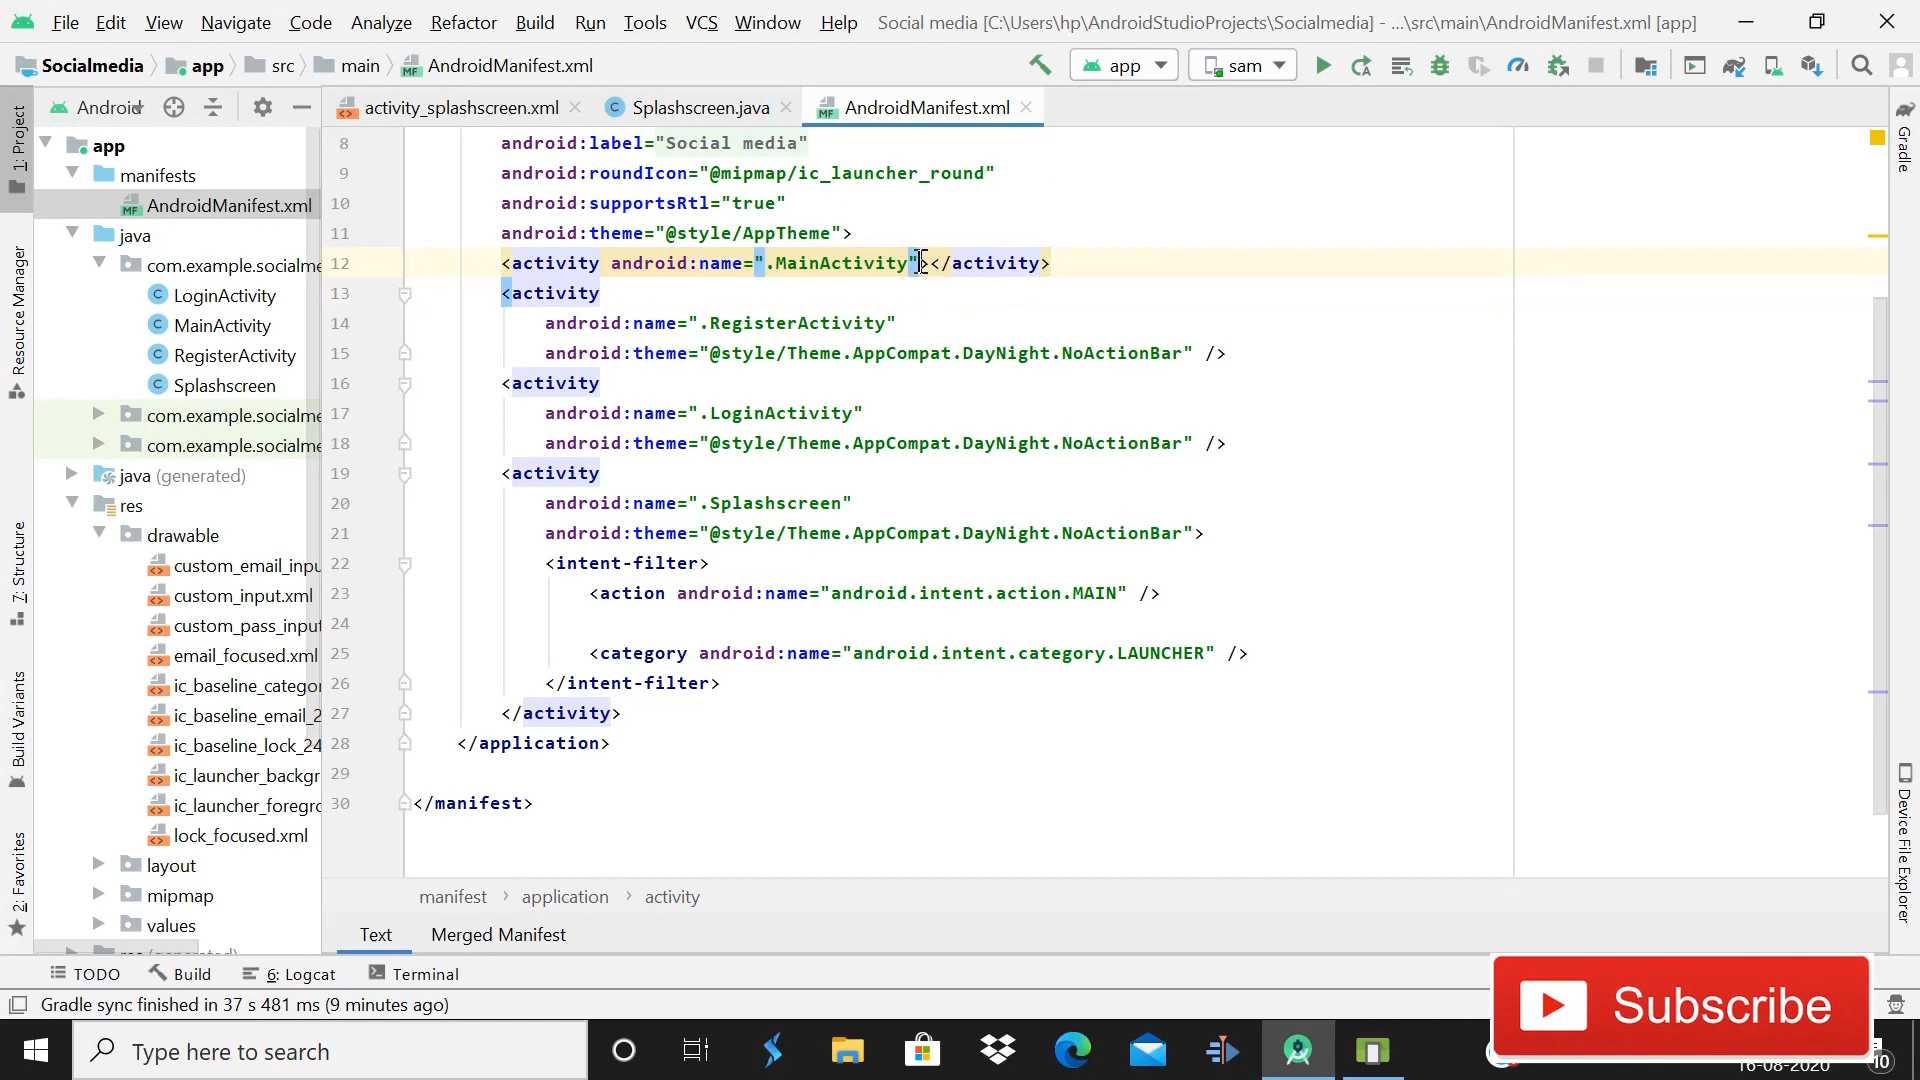 File Edit View Navigate Code Analyze Refactor Build Run Tools VCS Window Help Social media [C:\Users\hp\AndroidStudioProjects\Socialmedia] - ...\src\main\AndroidManifest.xml [app]
Socialmedia app src main AndroidManifest.xml app sam
Android activity_splashscreen.xml Splashscreen.java AndroidManifest.xml
1: Project
Resource Manager
7: Structure
Build Variants
2: Favorites
app
manifests
AndroidManifest.xml
java
com.example.socialme
LoginActivity
MainActivity
RegisterActivity
Splashscreen
com.example.socialme
com.example.socialme
java (generated)
res
drawable
custom_email_inpu
custom_input.xml
custom_pass_input
email_focused.xml
ic_baseline_catego
ic_baseline_email_2
ic_baseline_lock_24
ic_launcher_backgr
ic_launcher_foregro
lock_focused.xml
layout
mipmap
values
8 android:label="Social media"
9 android:roundIcon="@mipmap/ic_launcher_round"
10 android:supportsRtl="true"
11 android:theme="@style/AppTheme">
12 <activity android:name=".MainActivity"></activity>
13 <activity
14 android:name=".RegisterActivity"
15 android:theme="@style/Theme.AppCompat.DayNight.NoActionBar" />
16 <activity
17 android:name=".LoginActivity"
18 android:theme="@style/Theme.AppCompat.DayNight.NoActionBar" />
19 <activity
20 android:name=".Splashscreen"
21 android:theme="@style/Theme.AppCompat.DayNight.NoActionBar">
22 <intent-filter>
23 <action android:name="android.intent.action.MAIN" />
24
25 <category android:name="android.intent.category.LAUNCHER" />
26 </intent-filter>
27 </activity>
28 </application>
29
30 </manifest>
Gradle
Device File Explorer
manifest > application > activity
Text Merged Manifest
TODO Build 6: Logcat Terminal
Gradle sync finished in 37 s 481 ms (9 minutes ago)
Subscribe
Type here to search
16-08-2020
10